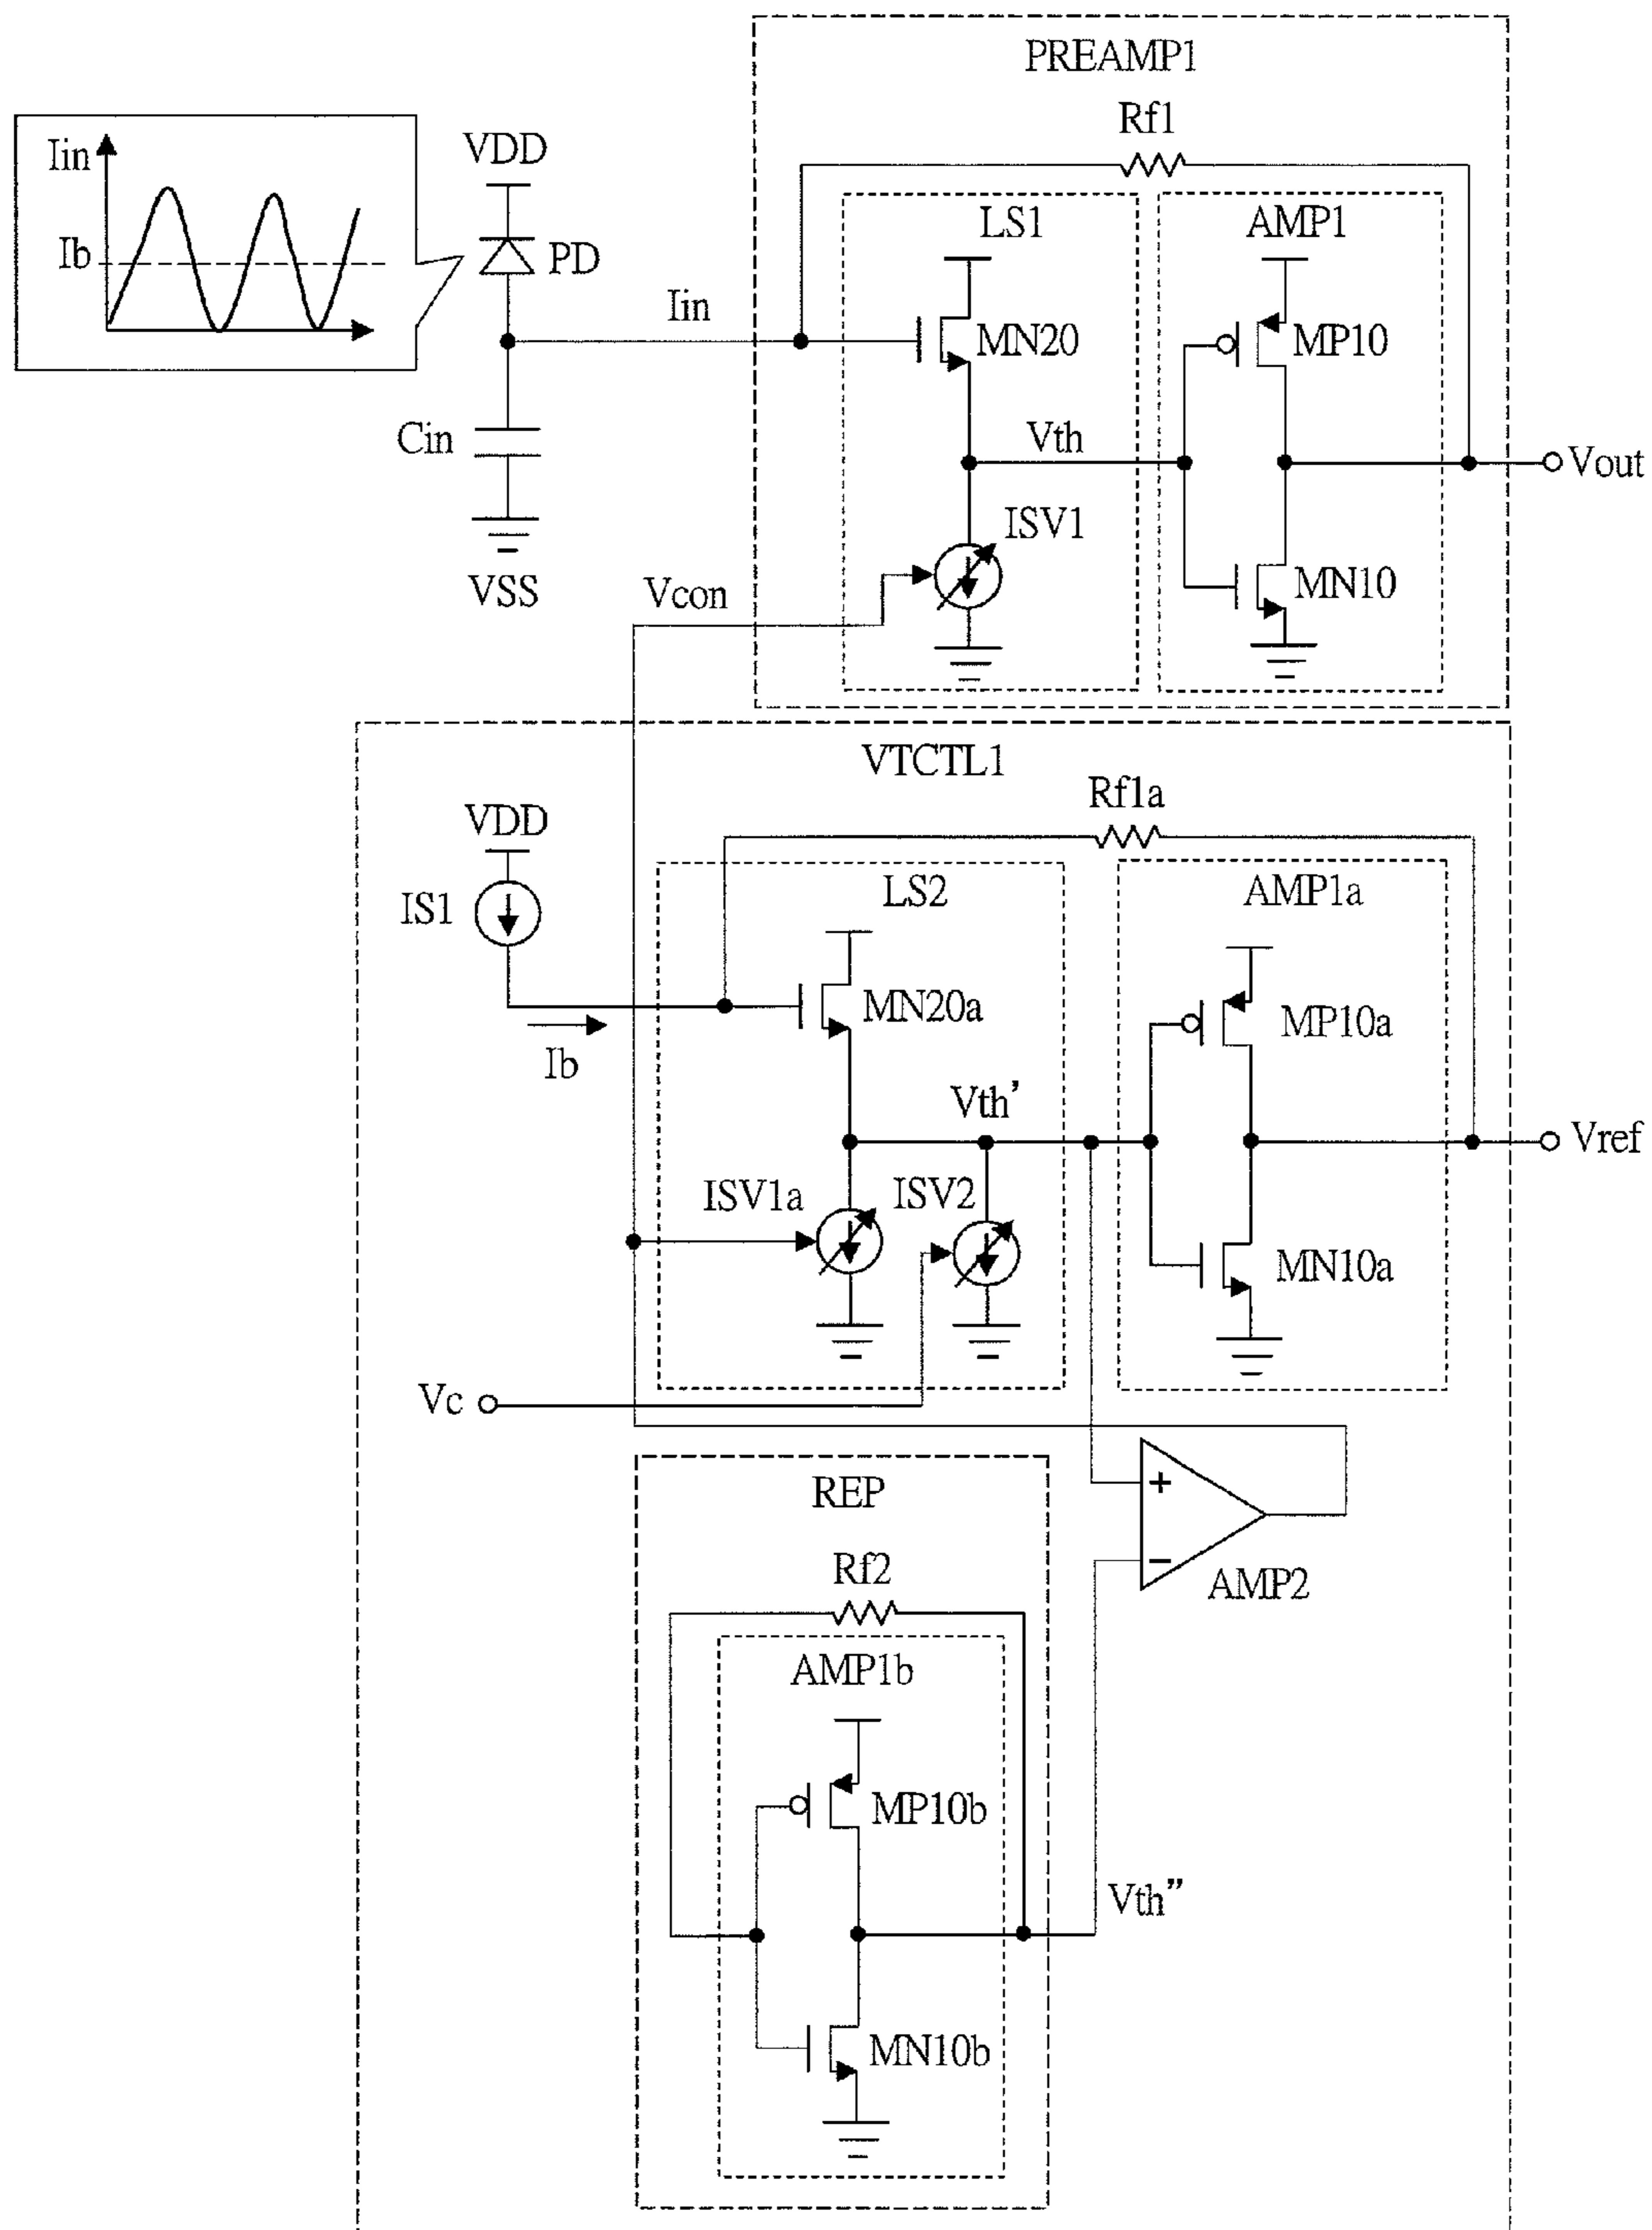 PREAMP1
Rf1
Iin
Ib
VDD
PD
LS1
AMP1
Iin
MN20
MP10
Cin
Vth
Vout
ISV1
VSS
Vcon
MN10
VTCTL1
Rf1a
VDD
IS1
LS2
AMP1a
MN20a
MP10a
Ib
Vth'
Vref
ISV1a
ISV2
MN10a
Vc
REP
+
Rf2
−
AMP2
AMP1b
MP10b
Vth"
MN10b